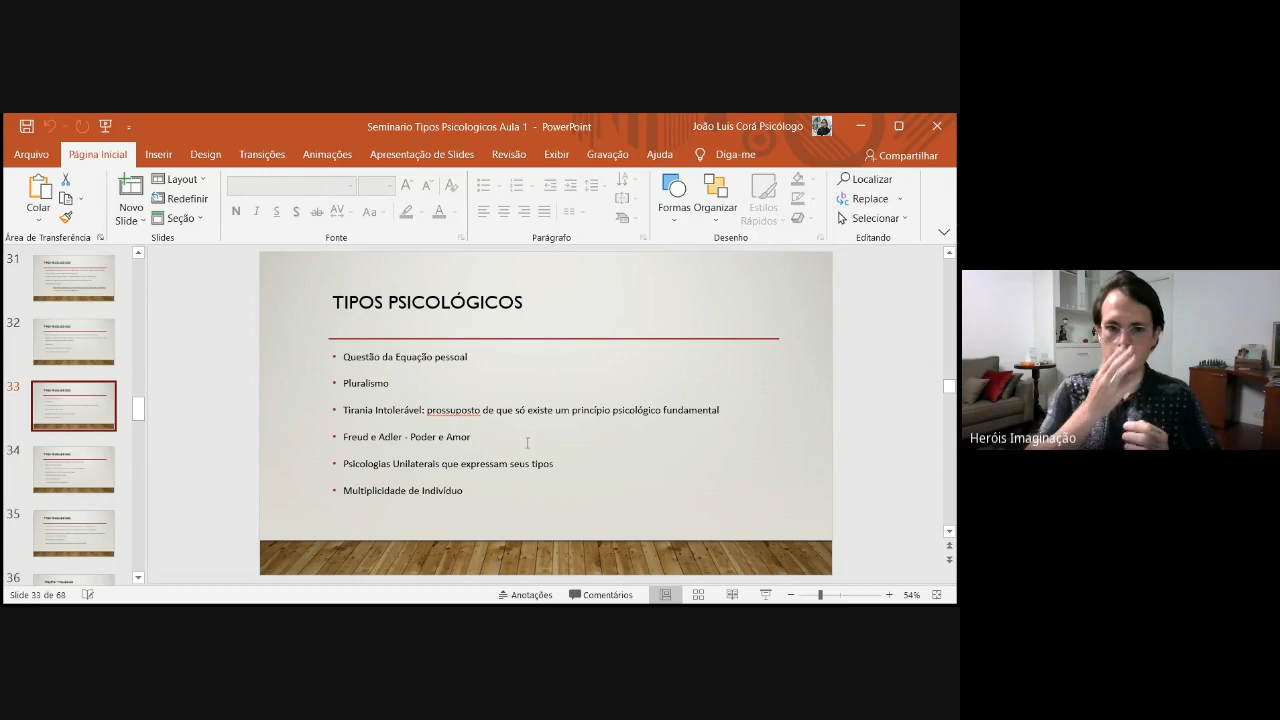 Seminario Tipos Psicologicos Aula 1 - PowerPoint
João Luis Corá Psicólogo
Arquivo
Página Inicial
Inserir
Design
Transições
Animações
Apresentação de Slides
Revisão
Exibir
Gravação
Ajuda
Diga-me
Compartilhar
Colar
Área de Transferência
Novo
Slide
Layout
Redefinir
Seção
Slides
N I S S ab AV Aa A
Fonte
Parágrafo
Formas
Organizar
Estilos
Rápidos
Desenho
Localizar
Replace
Selecionar
Editando
31
32
33
34
35
36
TIPOS PSICOLÓGICOS
• Questão da Equação pessoal
• Pluralismo
• Tirania Intolerável: prossuposto de que só existe um princípio psicológico fundamental
• Freud e Adler - Poder e Amor
• Psicologias Unilaterais que expressam seus tipos
• Multiplicidade de Indivíduo
Slide 33 de 68
Anotações
Comentários
54%
Heróis Imaginação